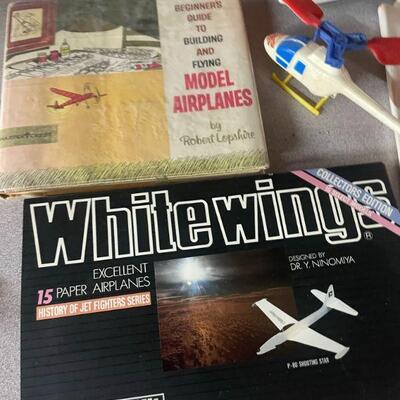 BEGINNER'S
GUIDE TO
BUILDING
AND
FLYING
MODEL
AIRPLANES
by
Robert Lopshire
Whitewings®
COLLECTORS EDITION
EXCELLENT
15 PAPER AIRPLANES
HISTORY OF JET FIGHTERS SERIES
DESIGNED BY
DR. Y. NINOMIYA
P-80 SHOOTING STAR